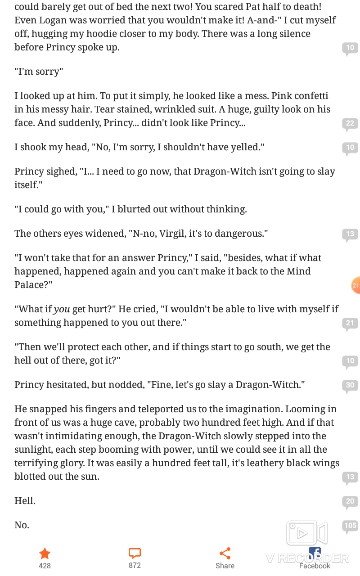 could barely get out of bed the next two! You scared Pat half to death!
Even Logan was worried that you wouldn't make it! A-and-" I cut myself
off, hugging my hoodie closer to my body. There was a long silence
before Princy spoke up.
10
"I'm sorry"
I looked up at him. To put it simply, he looked like a mess. Pink confetti
in his messy hair. Tear stained, wrinkled suit. A huge, guilty look on his
face. And suddenly, Princy... didn't look like Princy...
22
I shook my head, "No, I'm sorry, I shouldn't have yelled."
10
Princy sighed, "I... I need to go now, that Dragon-Witch isn't going to slay
itself."
"I could go with you," I blurted out without thinking.
The others eyes widened, "N-no, Virgil, it's to dangerous."
13
"I won't take that for an answer Princy," I said, "besides, what if what
happened, happened again and you can't make it back to the Mind
Palace?"
21
"What if you get hurt?" He cried, "I wouldn't be able to live with myself if
something happened to you out there."
21
"Then we'll protect each other, and if things start to go south, we get the
hell out of there, got it?"
10
Princy hesitated, but nodded, "Fine, let's go slay a Dragon-Witch."
30
He snapped his fingers and teleported us to the imagination. Looming in
front of us was a huge cave, probably two hundred feet high. And if that
wasn't intimidating enough, the Dragon-Witch slowly stepped into the
sunlight, each step booming with power, until we could see it in all the
terrifying glory. It was easily a hundred feet tall, it's leathery black wings
blotted out the sun.
13
Hell.
20
No.
105
428
872
Share
Facebook
V RECORDER